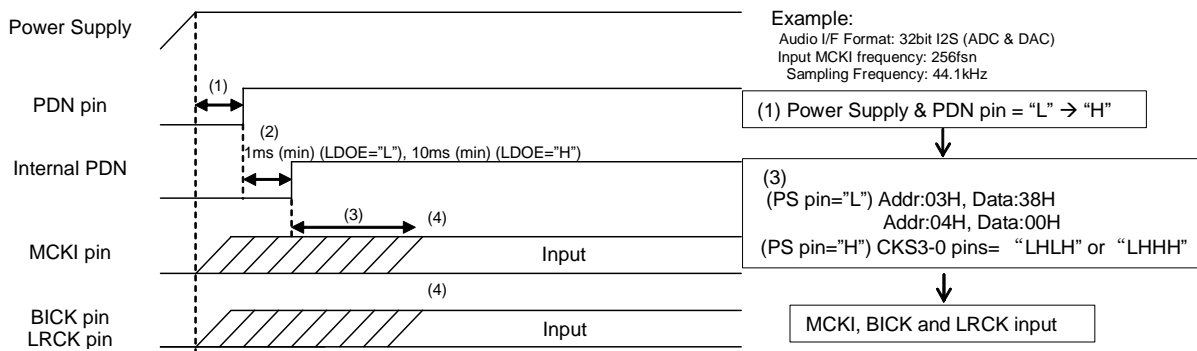 Power Supply
PDN pin
Internal PDN
MCKI pin
BICK pin
LRCK pin
(1)
(2)
1ms (min) (LDOE="L"), 10ms (min) (LDOE="H")
(3)
(4)
Input
(4)
Input
Example:
Audio I/F Format: 32bit I2S (ADC & DAC)
Input MCKI frequency: 256fsn
Sampling Frequency: 44.1kHz
(1) Power Supply & PDN pin = “L” → “H”
(3)
(PS pin="L") Addr:03H, Data:38H
Addr:04H, Data:00H
(PS pin="H") CKS3-0 pins= “LHLH” or “LHHH”
MCKI, BICK and LRCK input